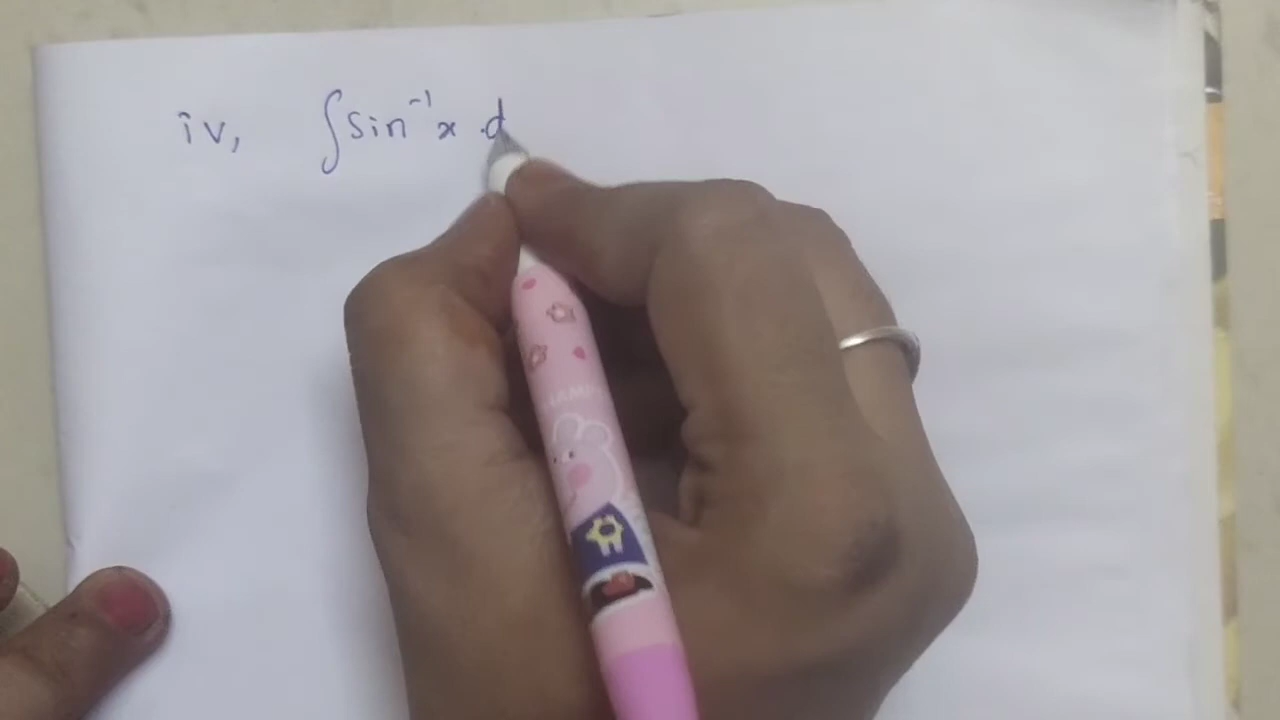 iv, ∫sin⁻¹x .d